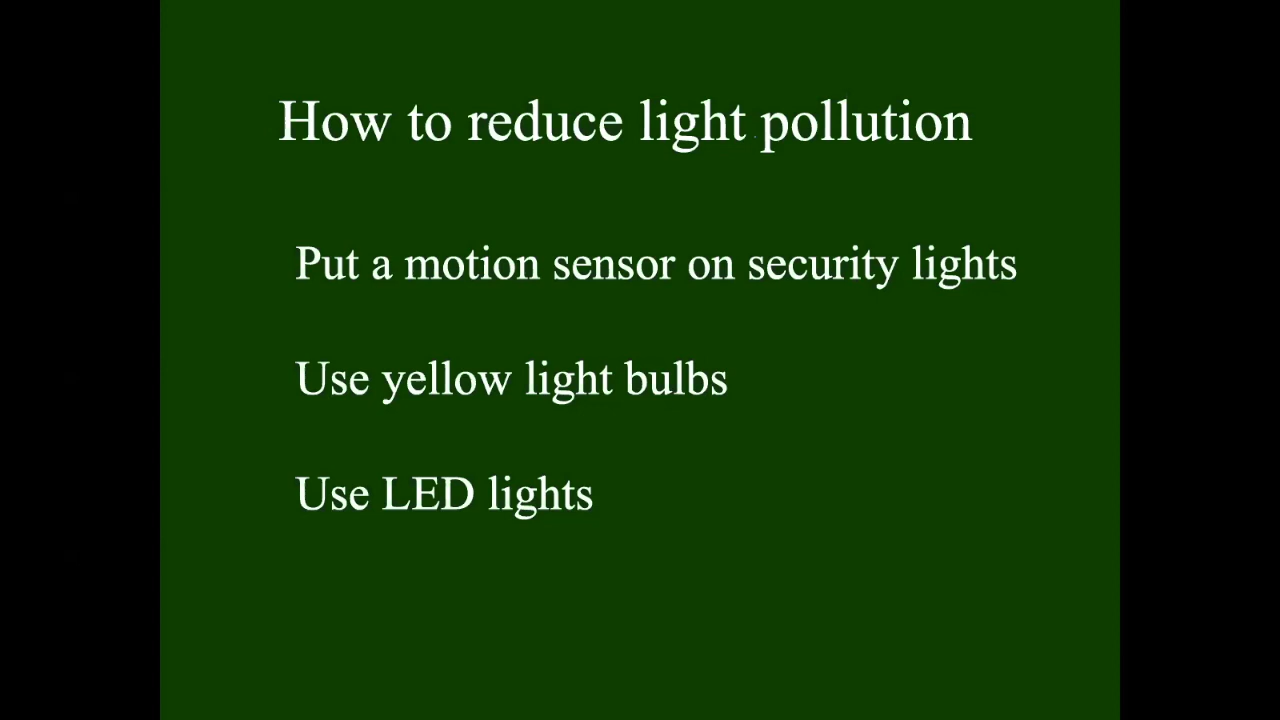 How to reduce light pollution
Put a motion sensor on security lights
Use yellow light bulbs
Use LED lights